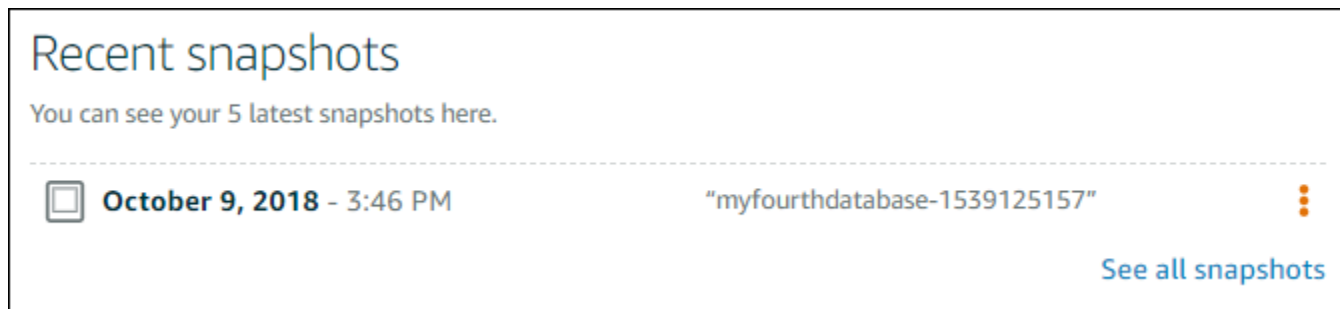 Recent snapshots
You can see your 5 latest snapshots here.
October 9, 2018 - 3:46 PM “myfourthdatabase-1539125157”
See all snapshots